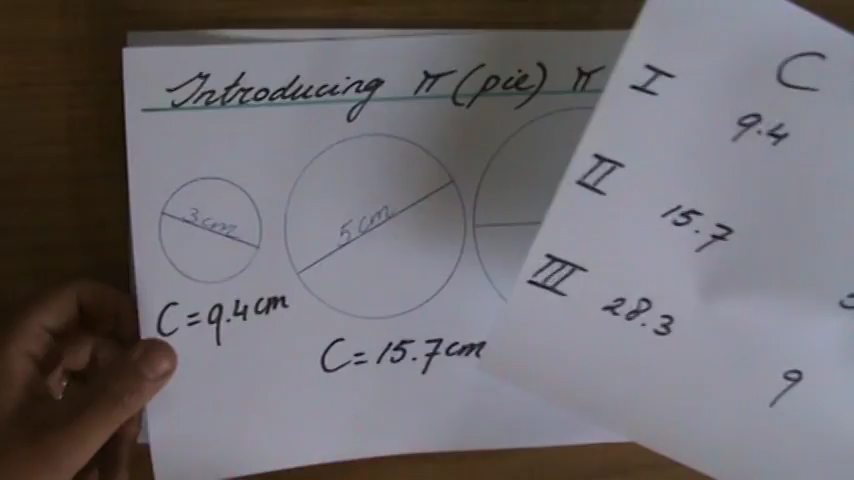 Introducing π (pie) π
3cm
5cm
C=9.4cm
C=15.7cm
C
I 9.4
II 15.7
III 28.3
9